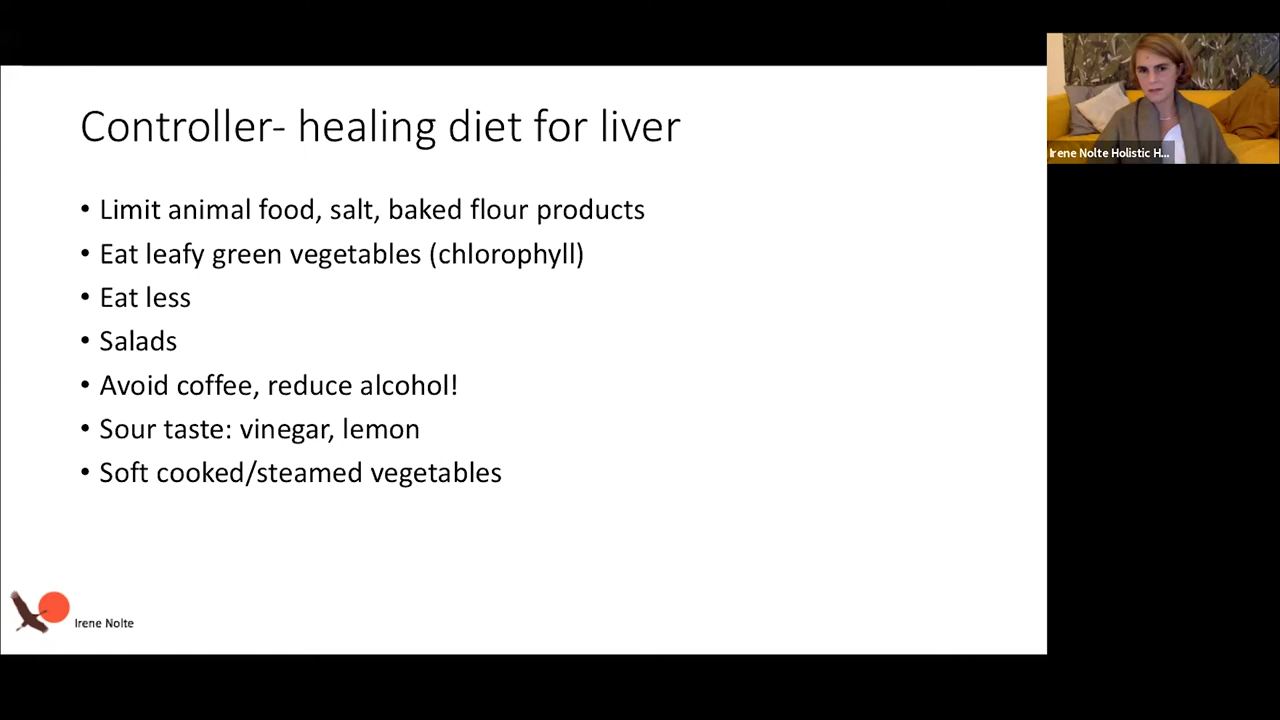 Controller- healing diet for liver
• Limit animal food, salt, baked flour products
• Eat leafy green vegetables (chlorophyll)
• Eat less
• Salads
• Avoid coffee, reduce alcohol!
• Sour taste: vinegar, lemon
• Soft cooked/steamed vegetables
Irene Nolte
Irene Nolte Holistic H...